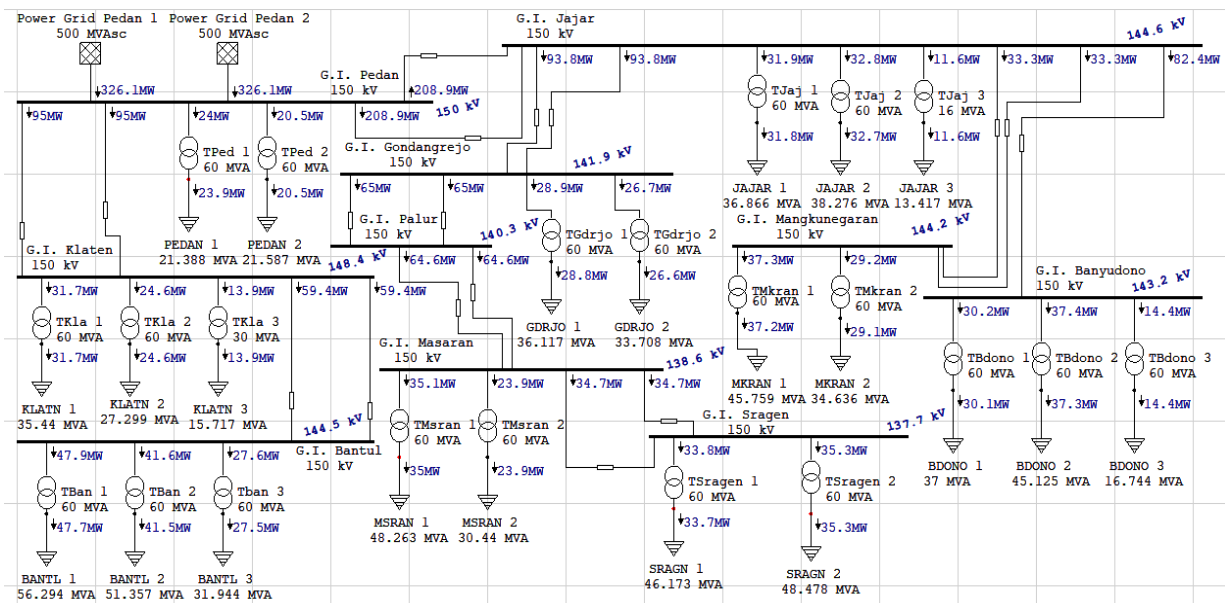 Power Grid Pedan 1
500 MVAsc
Power Grid Pedan 2
500 MVAsc
326.1MW
326.1MW
G.I. Jajar
150 kV
144.6 kV
93.8MW
93.8MW
31.9MW
32.8MW
11.6MW
33.3MW
33.3MW
82.4MW
TJaj 1
60 MVA
TJaj 2
60 MVA
TJaj 3
16 MVA
31.8MW
32.7MW
11.6MW
JAJAR 1
36.866 MVA
JAJAR 2
38.276 MVA
JAJAR 3
13.417 MVA
G.I. Pedan
150 kV
208.9MW
150 kV
95MW
95MW
24MW
20.5MW
208.9MW
TPed 1
60 MVA
TPed 2
60 MVA
23.9MW
20.5MW
PEDAN 1
21.388 MVA
PEDAN 2
21.587 MVA
G.I. Gondangrejo
150 kV
141.9 kV
65MW
65MW
28.9MW
26.7MW
TGdrjo 1
60 MVA
TGdrjo 2
60 MVA
28.8MW
26.6MW
GDRJO 1
36.117 MVA
GDRJO 2
33.708 MVA
G.I. Palur
150 kV
140.3 kV
64.6MW
64.6MW
G.I. Mangkunegaran
150 kV
144.2 kV
37.3MW
29.2MW
TMkran 1
60 MVA
TMkran 2
60 MVA
37.2MW
29.1MW
MKRAN 1
45.759 MVA
MKRAN 2
34.636 MVA
G.I. Banyudono
150 kV
143.2 kV
30.2MW
37.4MW
14.4MW
TBdono 1
60 MVA
TBdono 2
60 MVA
TBdono 3
60 MVA
30.1MW
37.3MW
14.4MW
BDONO 1
37 MVA
BDONO 2
45.125 MVA
BDONO 3
16.744 MVA
G.I. Klaten
150 kV
148.4 kV
31.7MW
24.6MW
13.9MW
59.4MW
59.4MW
TKla 1
60 MVA
TKla 2
60 MVA
TKla 3
30 MVA
31.7MW
24.6MW
13.9MW
KLATN 1
35.44 MVA
KLATN 2
27.299 MVA
KLATN 3
15.717 MVA
G.I. Masaran
150 kV
138.6 kV
35.1MW
23.9MW
34.7MW
34.7MW
TMsran 1
60 MVA
TMsran 2
60 MVA
35MW
23.9MW
MSRAN 1
48.263 MVA
MSRAN 2
30.44 MVA
G.I. Sragen
150 kV
137.7 kV
33.8MW
35.3MW
TSragen 1
60 MVA
TSragen 2
60 MVA
33.7MW
35.3MW
SRAGN 1
46.173 MVA
SRAGN 2
48.478 MVA
144.5 kV
G.I. Bantul
150 kV
47.9MW
41.6MW
27.6MW
TBan 1
60 MVA
TBan 2
60 MVA
Tban 3
60 MVA
47.7MW
41.5MW
27.5MW
BANTL 1
56.294 MVA
BANTL 2
51.357 MVA
BANTL 3
31.944 MVA